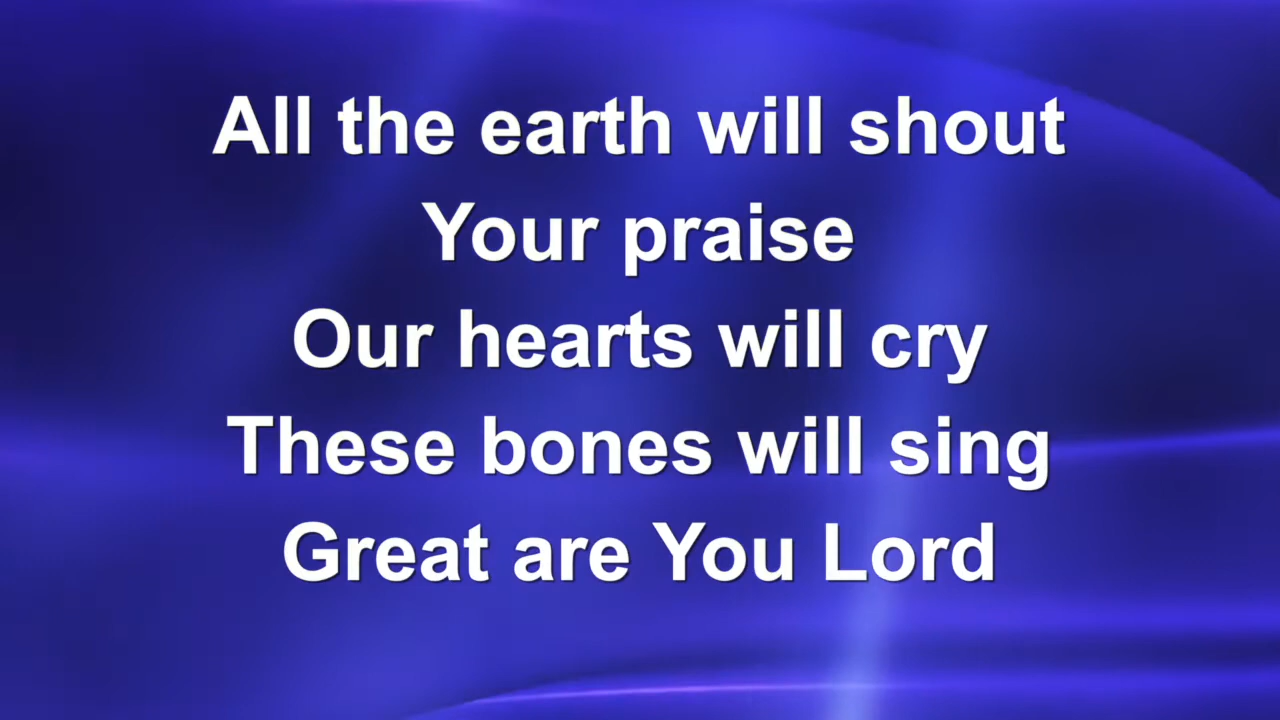 All the earth will shout
Your praise
Our hearts will cry
These bones will sing
Great are You Lord